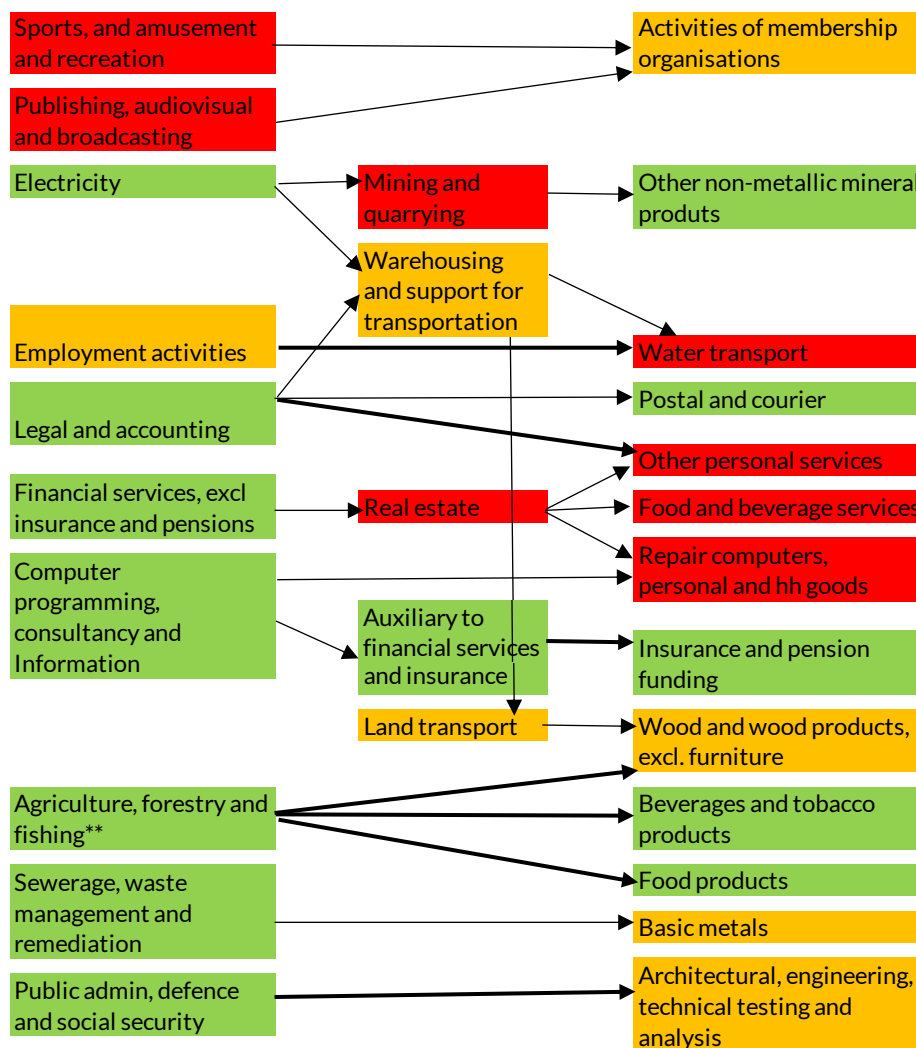 Sports, and amusement
and recreation
Activities of membership
organisations
Publishing, audiovisual
and broadcasting
Electricity
Mining and
quarrying
Other non-metallic mineral
produts
Warehousing
and support for
transportation
Employment activities
Water transport
Legal and accounting
Postal and courier
Other personal services
Financial services, excl
insurance and pensions
Real estate
Food and beverage services
Repair computers,
personal and hh goods
Computer
programming,
consultancy and
Information
Auxiliary to
financial services
and insurance
Insurance and pension
funding
Land transport
Wood and wood products,
excl. furniture
Agriculture, forestry and
fishing**
Beverages and tobacco
products
Food products
Sewerage, waste
management and
remediation
Basic metals
Public admin, defence
and social security
Architectural, engineering,
technical testing and
analysis